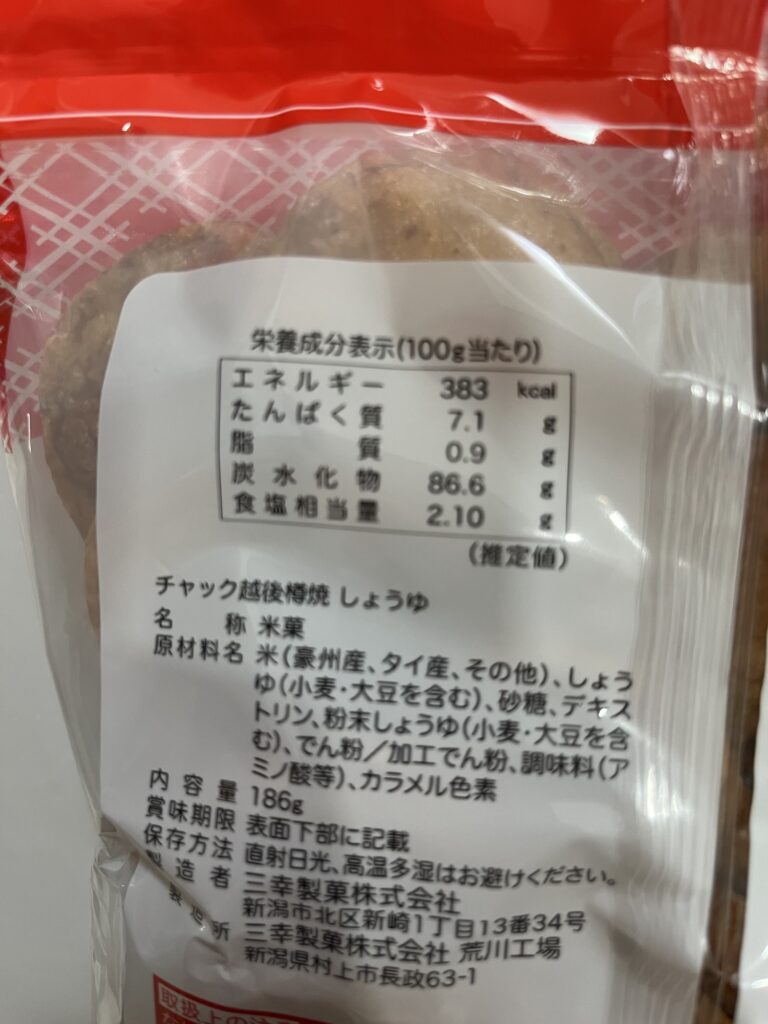 栄養成分表示(100g当たり)
エネルギー 383 kcal
たんぱく質 7.1 g
脂質 0.9 g
炭水化物 86.6 g
食塩相当量 2.10 g
(推定値)
チャック越後樽焼 しょうゆ
名称 米菓
原材料名 米(豪州産、タイ産、その他)、しょう
ゆ(小麦・大豆を含む)、砂糖、デキス
トリン、粉末しょうゆ(小麦・大豆を含
む)、でん粉/加工でん粉、調味料(ア
ミノ酸等)、カラメル色素
内容量 186g
賞味期限 表面下部に記載
保存方法 直射日光、高温多湿はお避けください。
製造者 三幸製菓株式会社
新潟市北区新崎1丁目13番34号
製造所 三幸製菓株式会社 荒川工場
新潟県村上市長政63-1
取扱上の